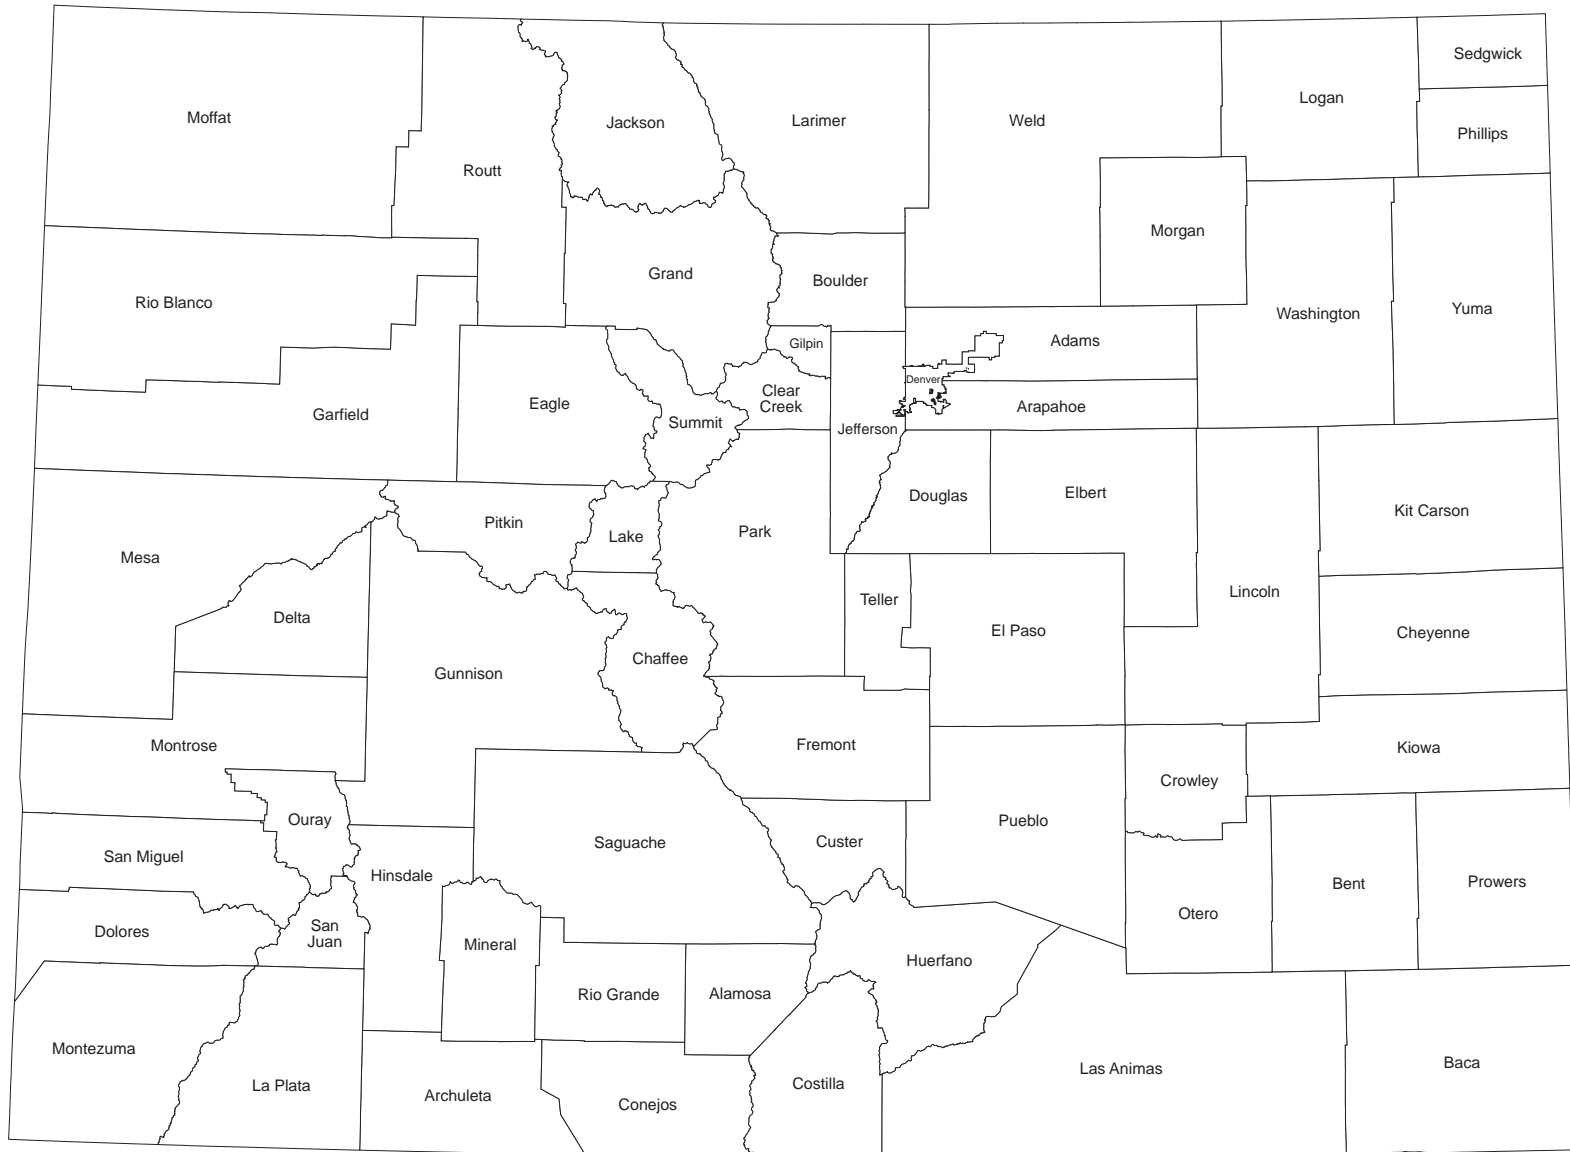 Sedgwick
Moffat
Jackson
Larimer
Weld
Logan
Phillips
Routt
Morgan
Rio Blanco
Grand
Boulder
Washington
Yuma
Gilpin
Adams
Denver
Garfield
Eagle
Clear
Creek
Summit
Jefferson
Arapahoe
Douglas
Elbert
Kit Carson
Mesa
Pitkin
Lake
Park
Delta
Teller
Lincoln
El Paso
Cheyenne
Gunnison
Chaffee
Montrose
Fremont
Kiowa
Crowley
Ouray
Pueblo
San Miguel
Saguache
Custer
Hinsdale
Bent
Prowers
Otero
Dolores
San
Juan
Mineral
Huerfano
Rio Grande
Alamosa
Montezuma
La Plata
Archuleta
Conejos
Costilla
Las Animas
Baca